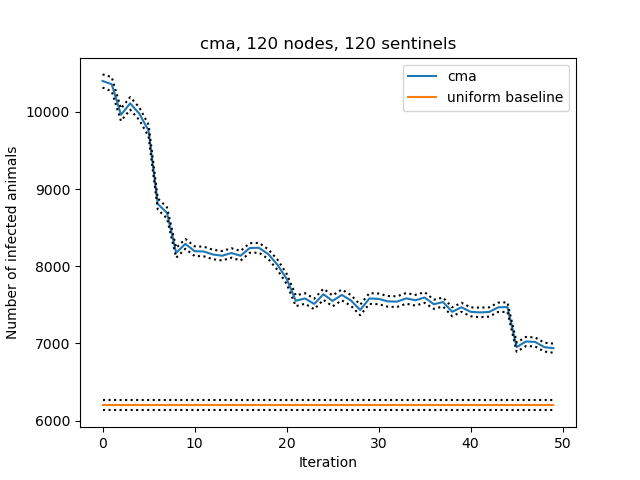 cma, 120 nodes, 120 sentinels
cma
uniform baseline
Number of infected animals
10000
9000
8000
7000
6000
0 10 20 30 40 50
Iteration